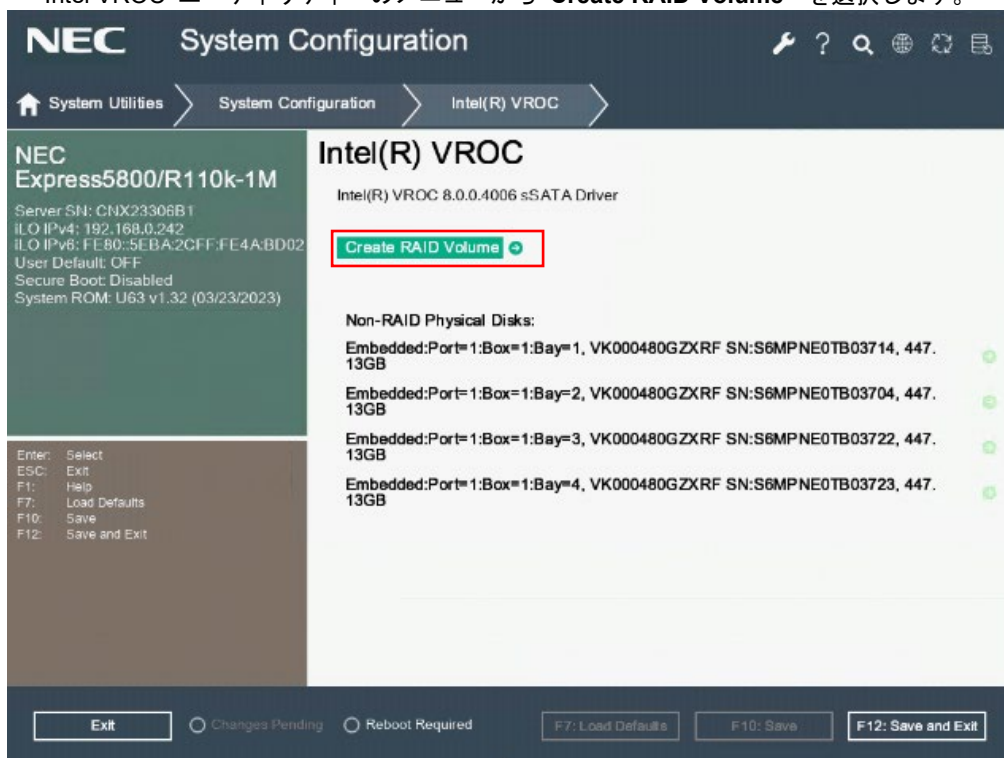 Intel VROC ユーティリティーのメニューから"Create RAID Volume" を選択します。
NEC System Configuration
?
System Utilities System Configuration Intel(R) VROC
NEC
Express5800/R110k-1M
Server SN: CNX23306B1
iLO IPv4: 192.168.0.242
iLO IPv6: FE80::5EBA:2CFF:FE4A:BD02
User Default: OFF
Secure Boot: Disabled
System ROM: U63 v1.32 (03/23/2023)
Enter: Select
ESC: Exit
F1: Help
F7: Load Defaults
F10: Save
F12: Save and Exit
Intel(R) VROC
Intel(R) VROC 8.0.0.4006 sSATA Driver
Create RAID Volume
Non-RAID Physical Disks:
Embedded:Port=1:Box=1:Bay=1, VK000480GZXRF SN:S6MPNE0TB03714, 447.
13GB
Embedded:Port=1:Box=1:Bay=2, VK000480GZXRF SN:S6MPNE0TB03704, 447.
13GB
Embedded:Port=1:Box=1:Bay=3, VK000480GZXRF SN:S6MPNE0TB03722, 447.
13GB
Embedded:Port=1:Box=1:Bay=4, VK000480GZXRF SN:S6MPNE0TB03723, 447.
13GB
Exit Changes Pending Reboot Required F7: Load Defaults F10: Save F12: Save and Exit